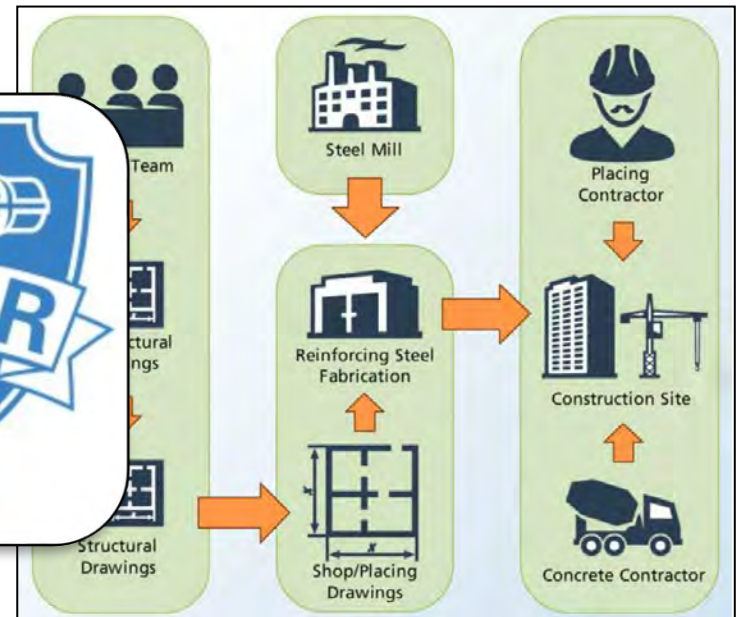 Team
Structural
Drawings
Steel Mill
Reinforcing Steel
Fabrication
x
x
Shop/Placing
Drawings
Placing
Contractor
Construction Site
Concrete Contractor
R